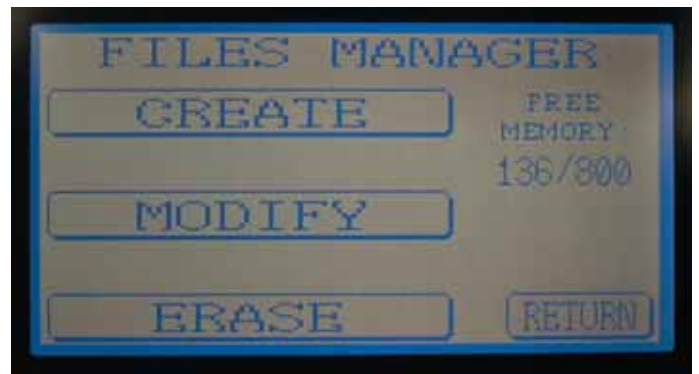 FILES MANAGER
CREATE
FREE
MEMORY
136/800
MODIFY
ERASE
RETURN